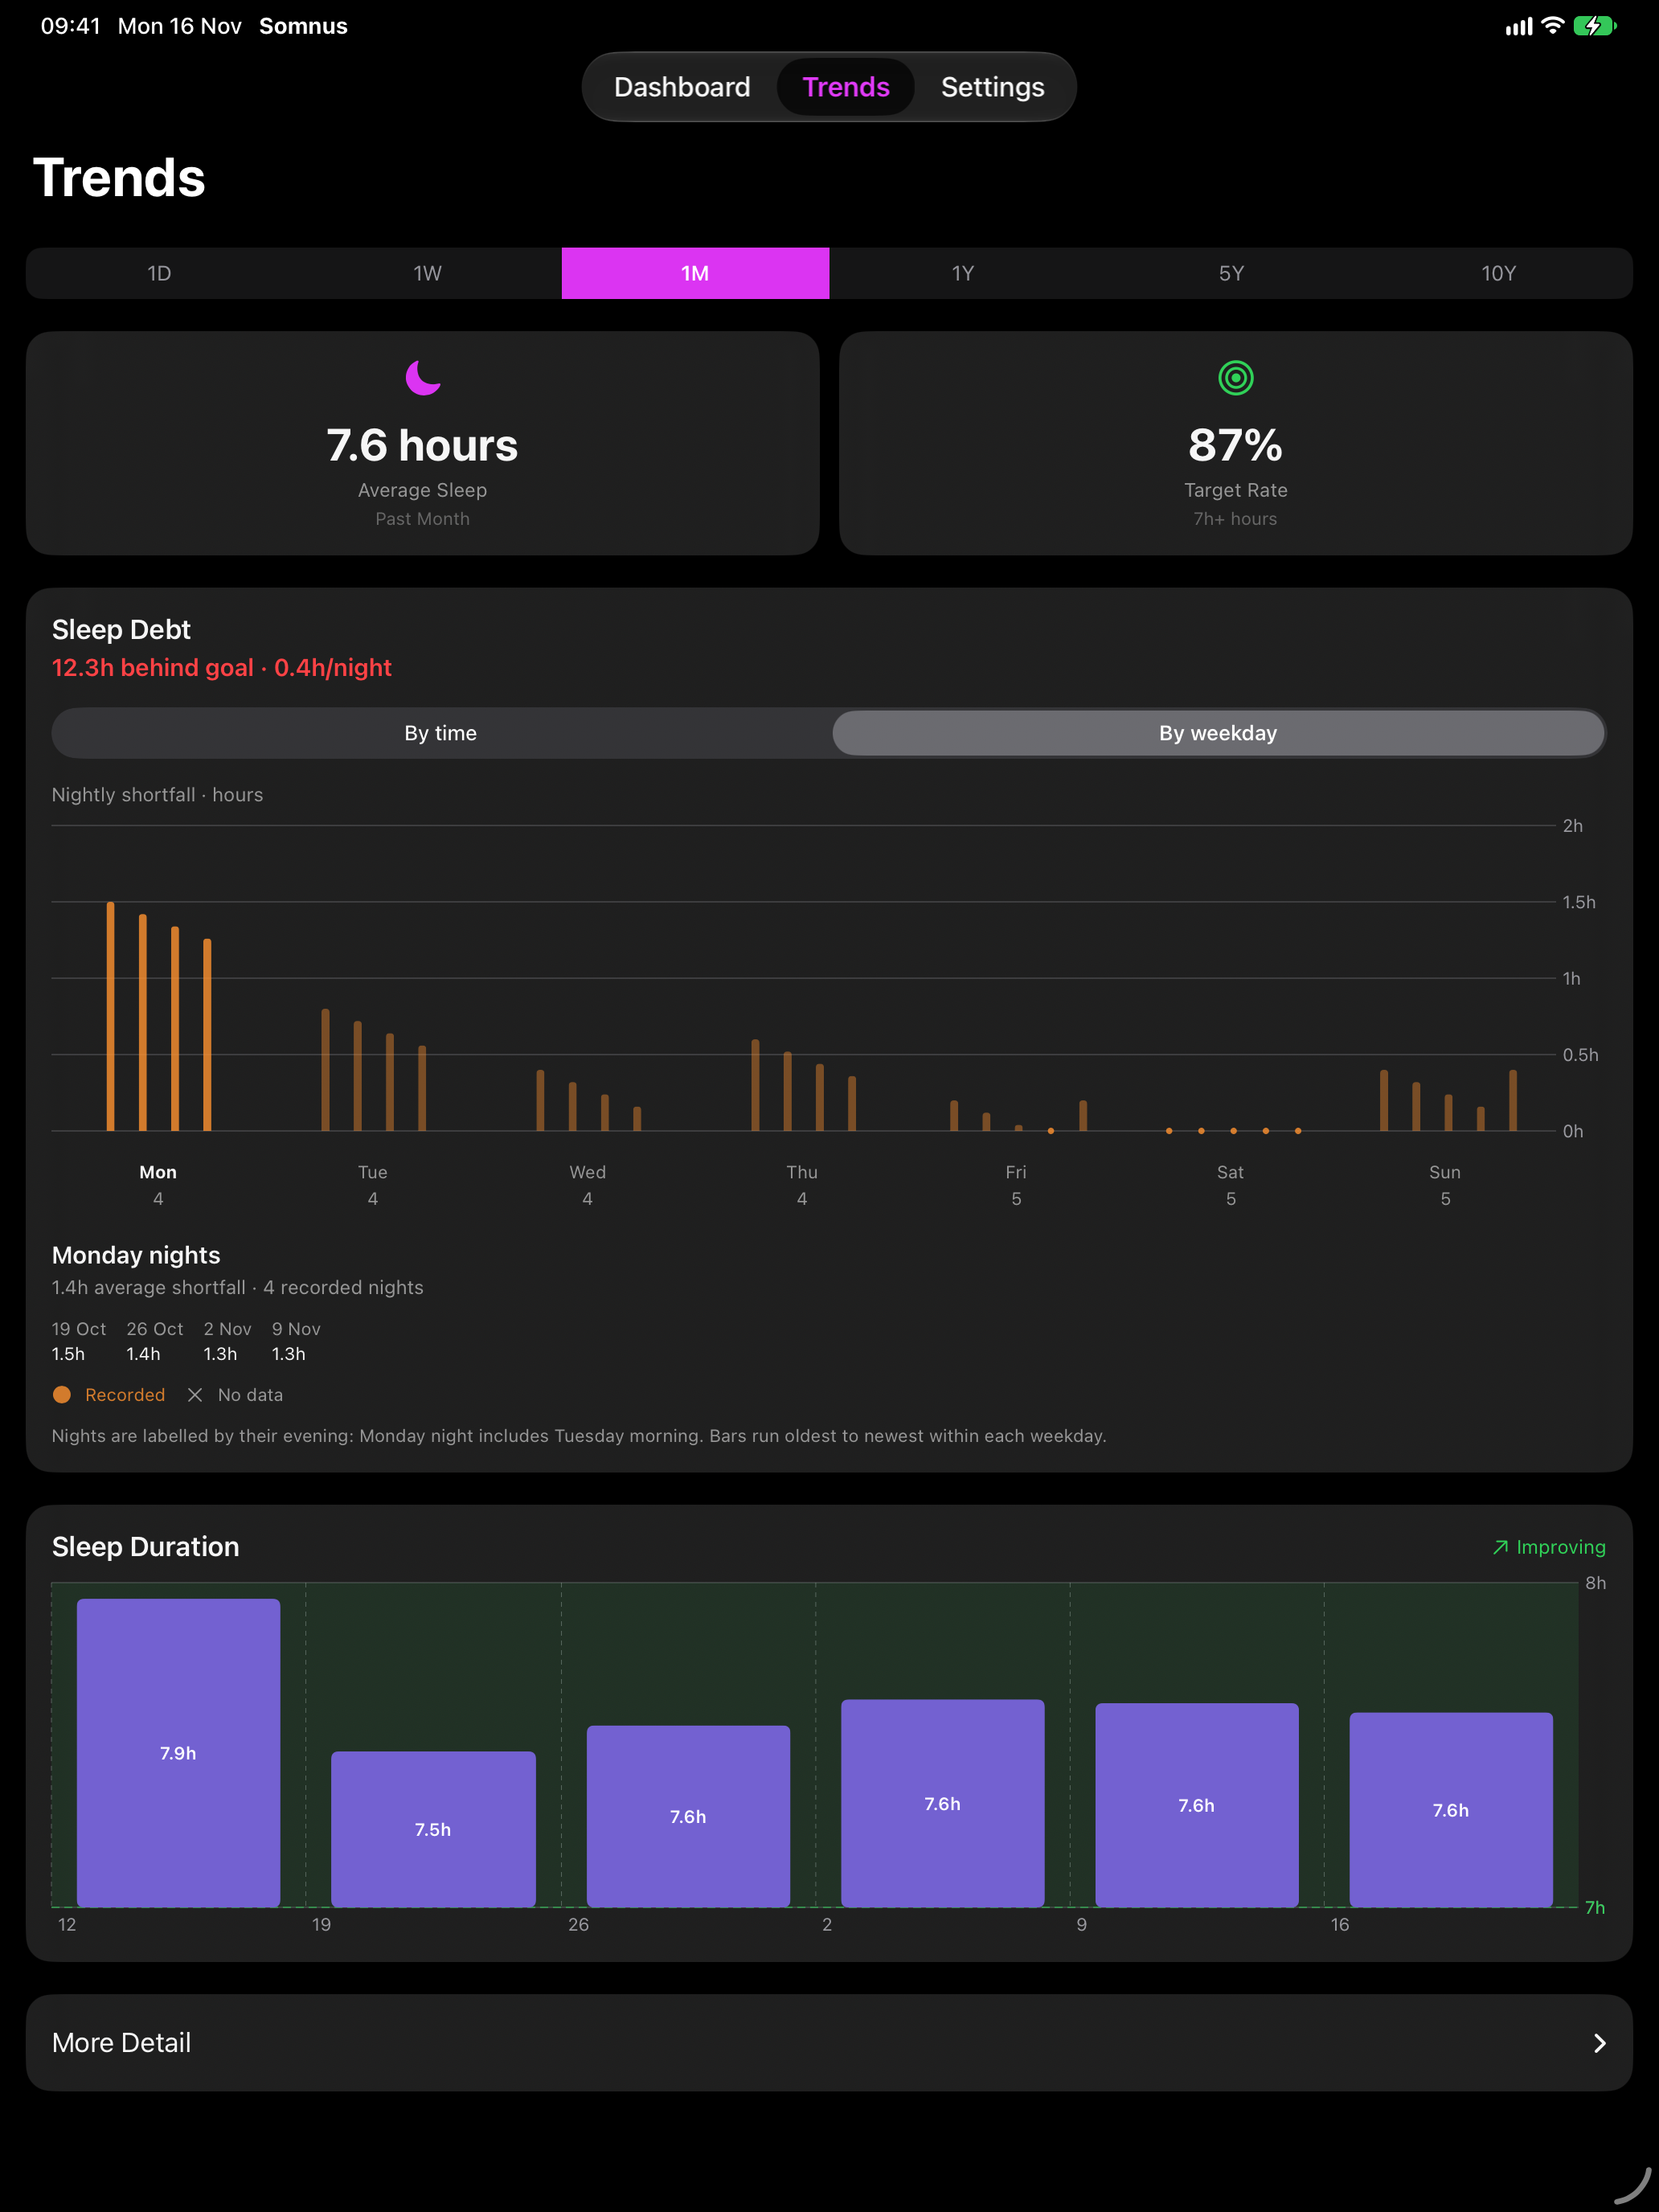 09:41 Mon 16 Nov Somnus
Dashboard Trends Settings
Trends
1D 1W 1M 1Y 5Y 10Y
7.6 hours
Average Sleep
Past Month
87%
Target Rate
7h+ hours
Sleep Debt
12.3h behind goal · 0.4h/night
By time By weekday
Nightly shortfall · hours
2h
1.5h
1h
0.5h
0h
Mon Tue Wed Thu Fri Sat Sun
4 4 4 4 5 5 5
Monday nights
1.4h average shortfall · 4 recorded nights
19 Oct 26 Oct 2 Nov 9 Nov
1.5h 1.4h 1.3h 1.3h
Recorded No data
Nights are labelled by their evening: Monday night includes Tuesday morning. Bars run oldest to newest within each weekday.
Sleep Duration Improving
8h
7.9h 7.5h 7.6h 7.6h 7.6h 7.6h
7h
12 19 26 2 9 16
More Detail